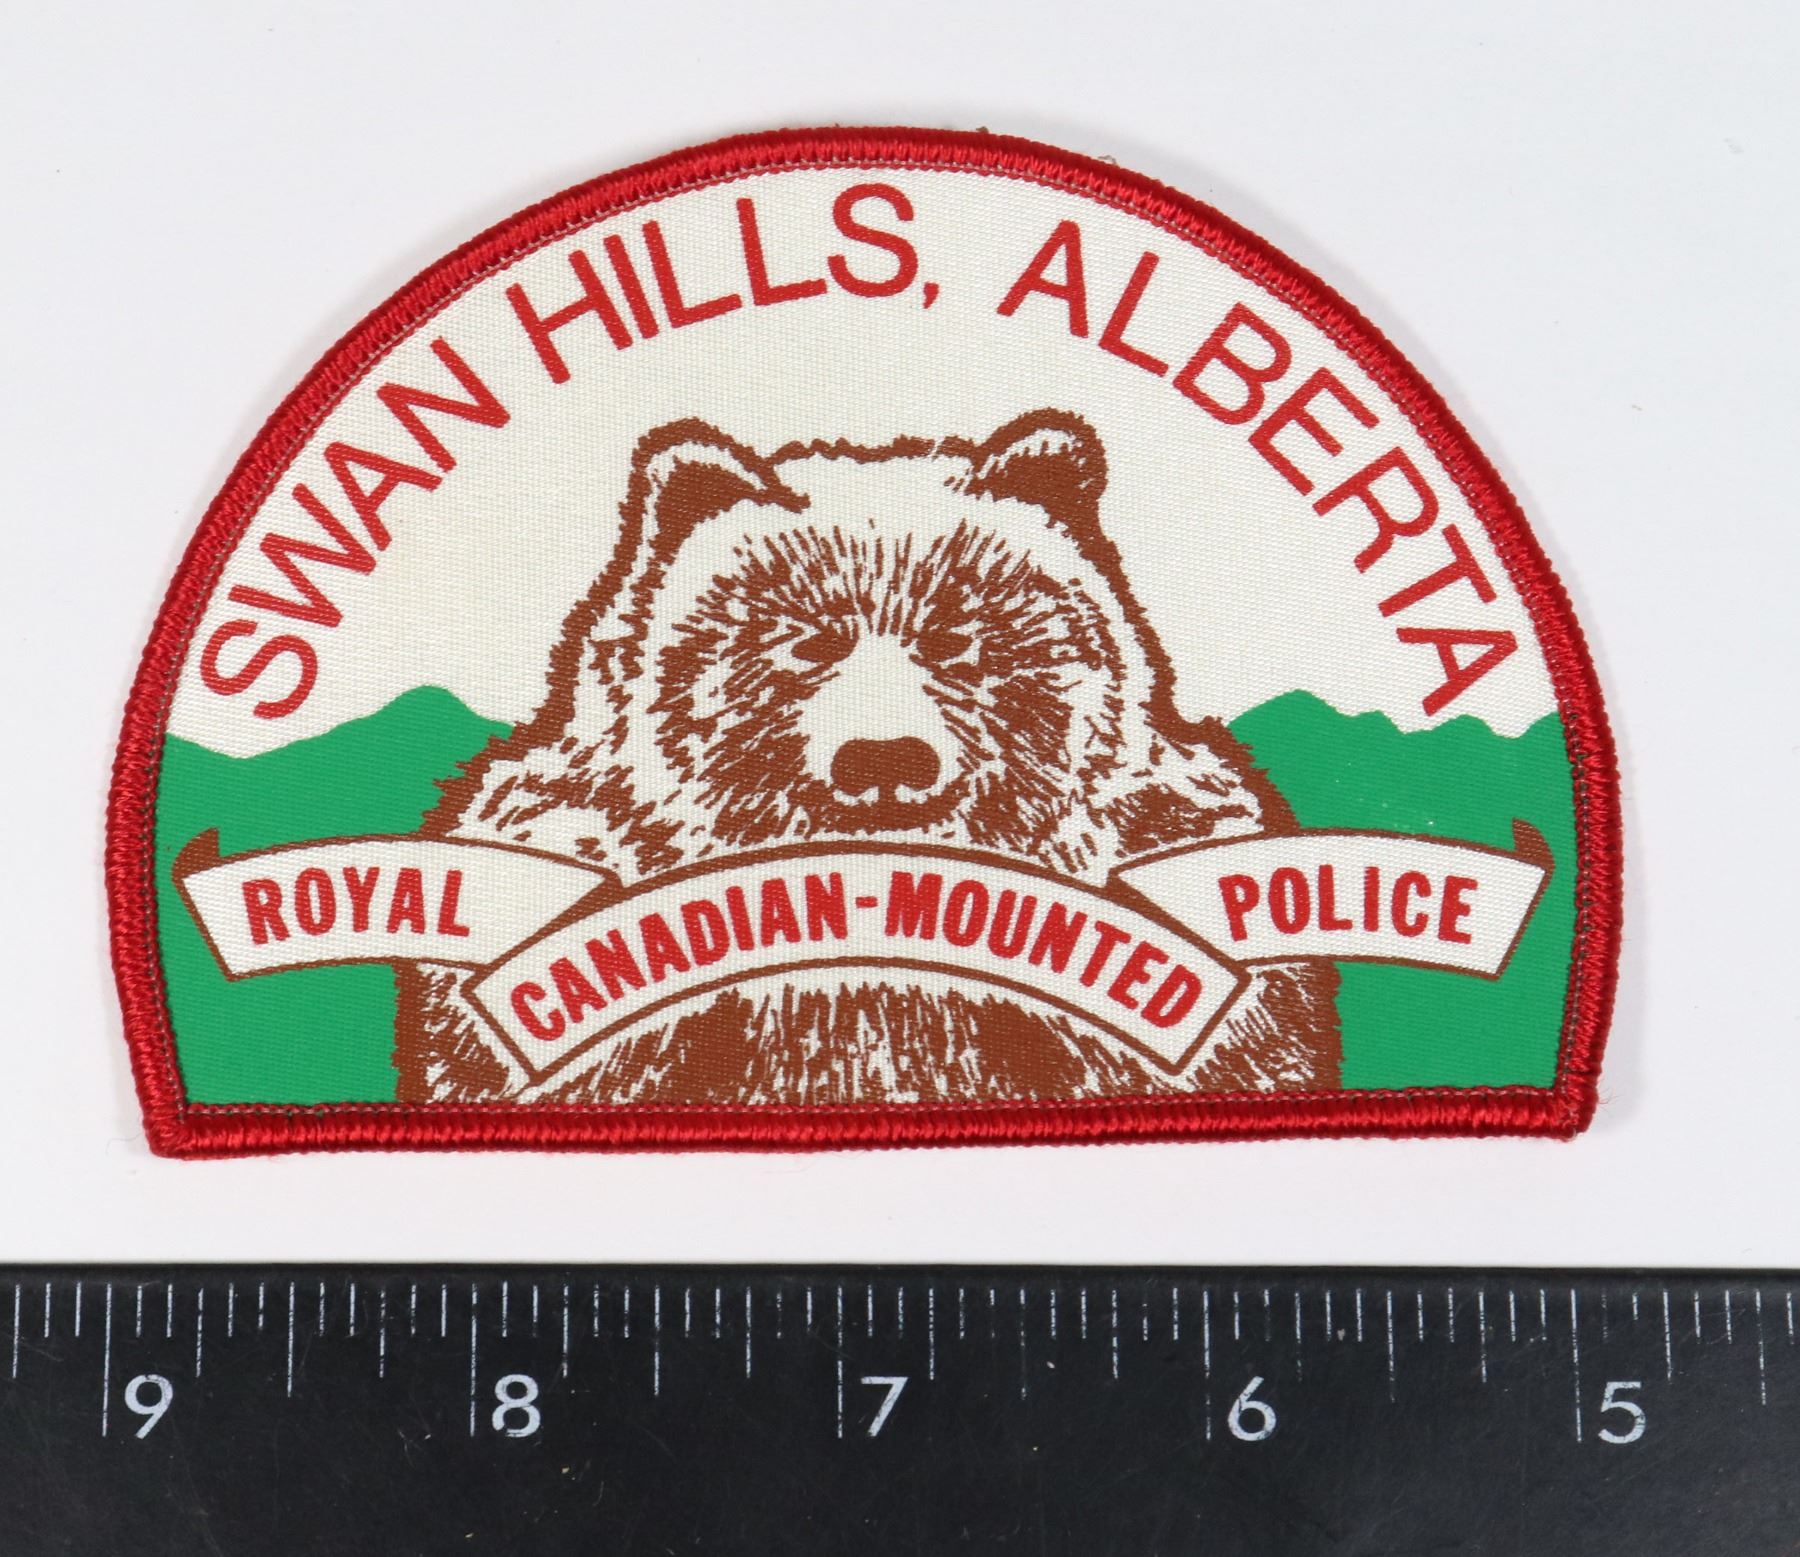 SWAN HILLS, ALBERTA
ROYAL CANADIAN-MOUNTED POLICE
9 8 7 6 5